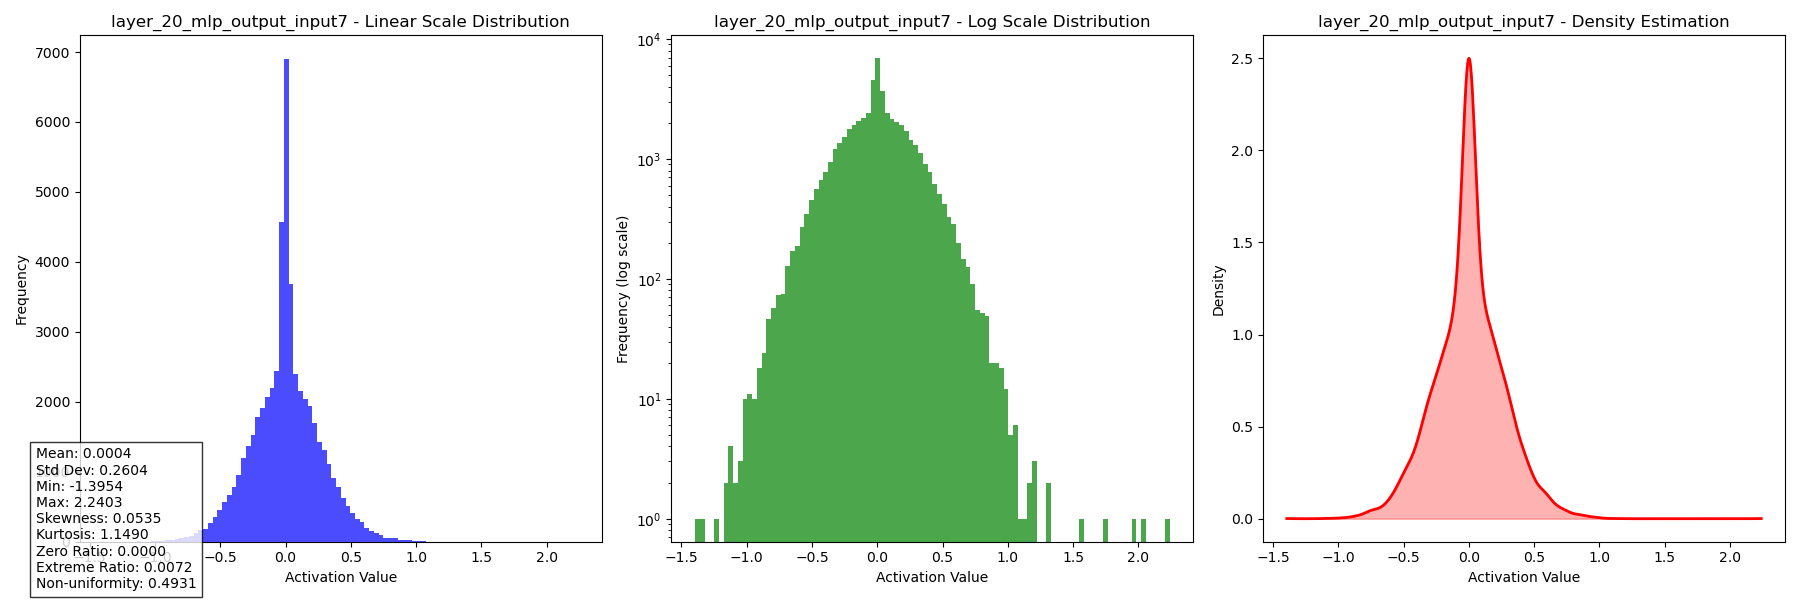 layer_20_mlp_output_input7 - Linear Scale Distribution
7000
6000
5000
4000
3000
2000
Frequency
Mean: 0.0004
Std Dev: 0.2604
Min: -1.3954
Max: 2.2403
Skewness: 0.0535
Kurtosis: 1.1490
Zero Ratio: 0.0000
Extreme Ratio: 0.0072
Non-uniformity: 0.4931
−0.5 0.0 0.5 1.0 1.5 2.0
Activation Value
layer_20_mlp_output_input7 - Log Scale Distribution
10⁴
10³
10²
10¹
10⁰
Frequency (log scale)
−1.5 −1.0 −0.5 0.0 0.5 1.0 1.5 2.0
Activation Value
layer_20_mlp_output_input7 - Density Estimation
2.5
2.0
1.5
1.0
0.5
0.0
Density
−1.5 −1.0 −0.5 0.0 0.5 1.0 1.5 2.0
Activation Value